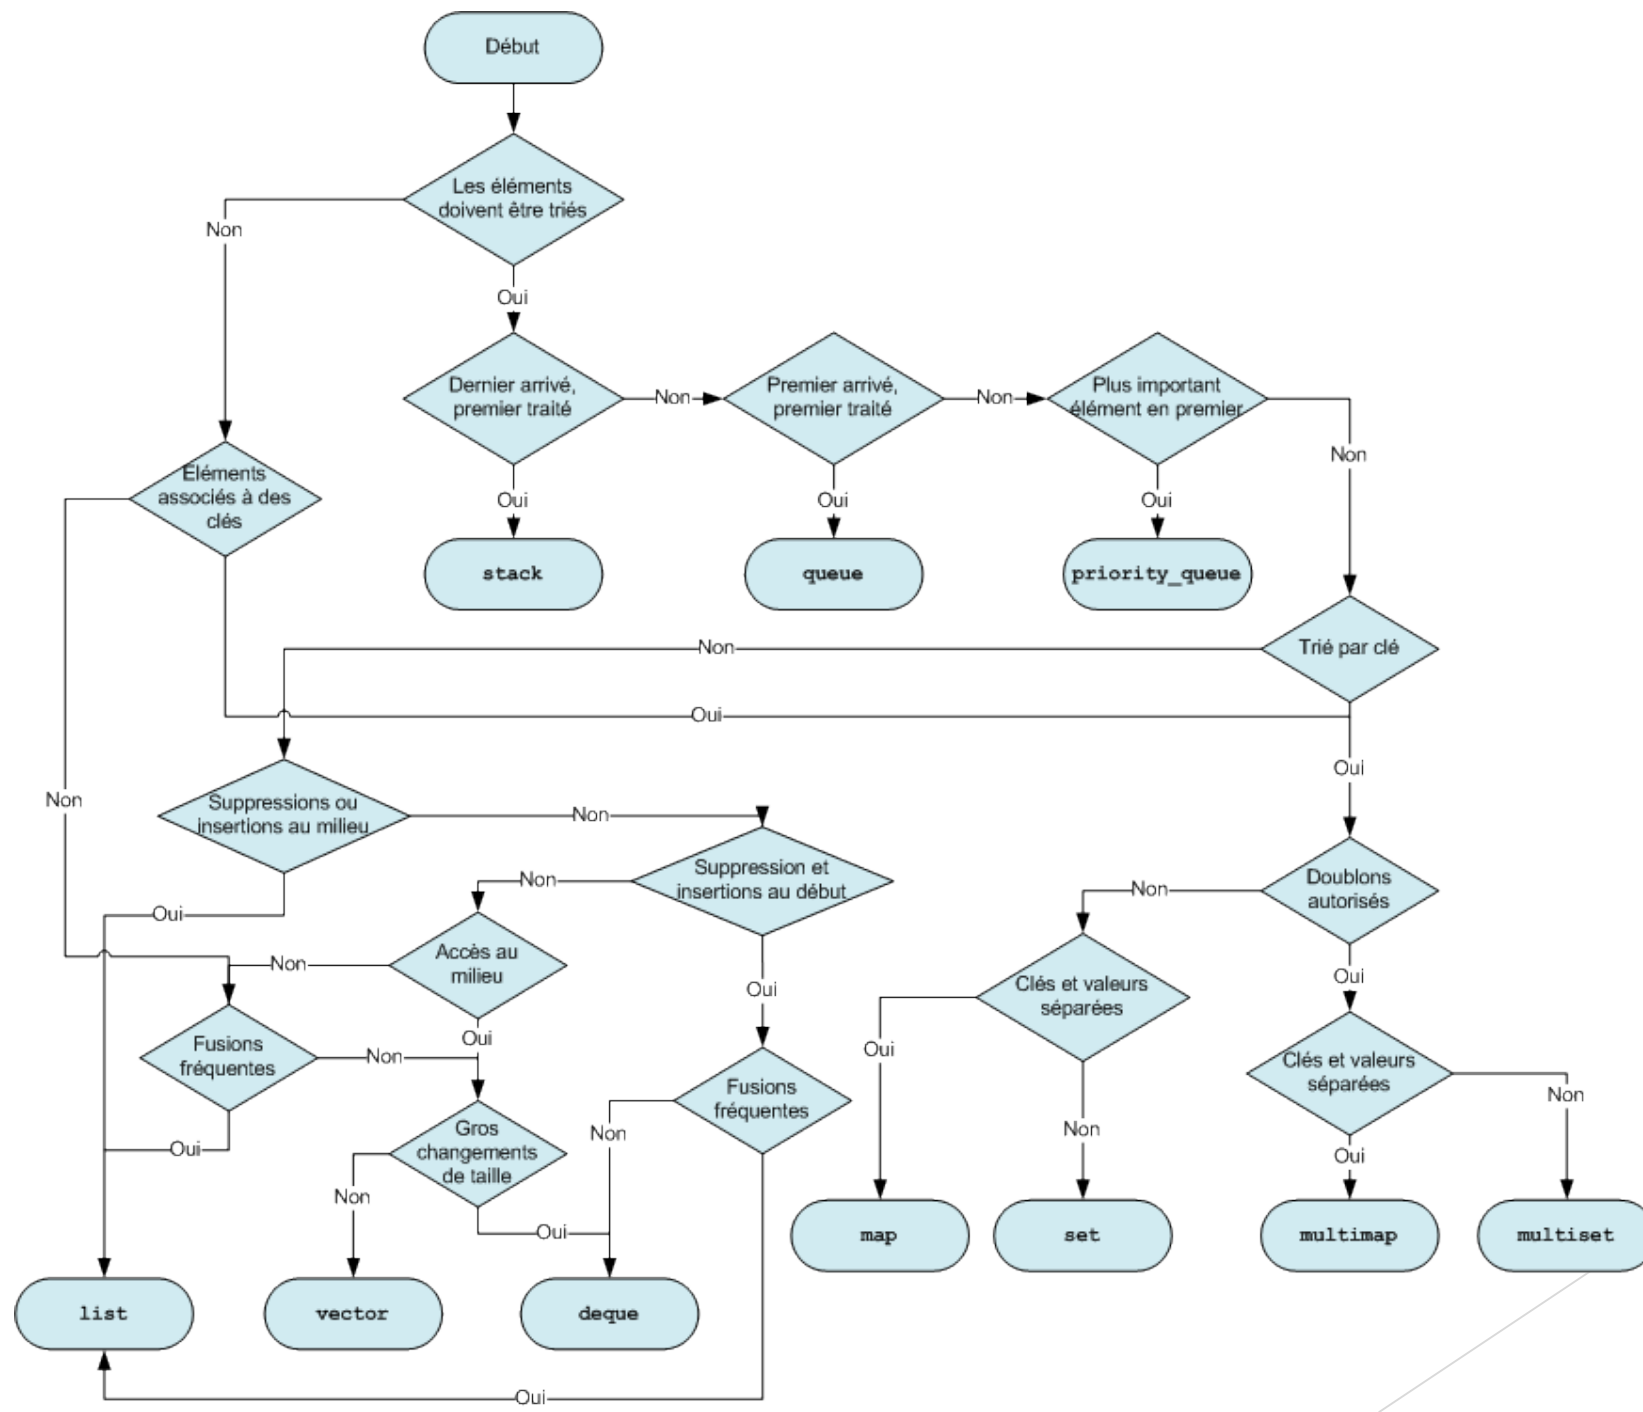 Début
Les éléments
doivent être triés
Non
Oui
Dernier arrivé,
premier traité
Non
Premier arrivé,
premier traité
Non
Plus important
élément en premier
Non
Eléments
associés à des
clés
Oui
Oui
Oui
stack
queue
priority_queue
Non
Trié par clé
Oui
Oui
Non
Suppressions ou
insertions au milieu
Non
Suppression et
insertions au début
Non
Doublons
autorisés
Non
Oui
Accès au
milieu
Non
Oui
Oui
Clés et valeurs
séparées
Oui
Fusions
fréquentes
Non
Oui
Clés et valeurs
séparées
Non
Fusions
fréquentes
Non
Gros
changements
de taille
Non
Oui
Oui
Non
Oui
map
set
multimap
multiset
list
vector
deque
Oui